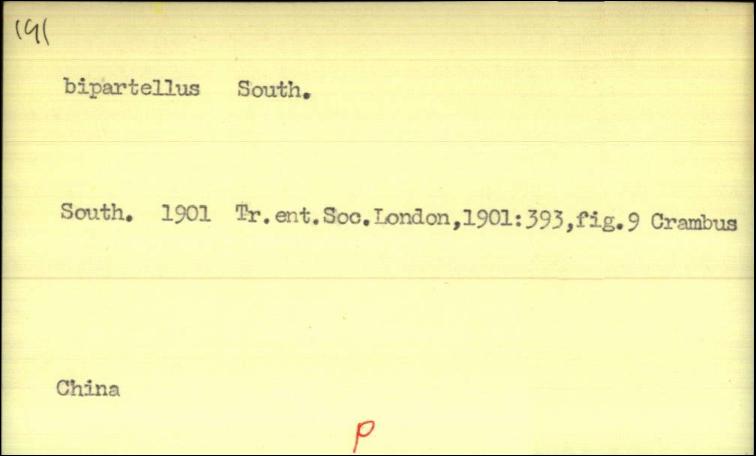 191
bipartellus South.
South. 1901 Tr.ent.Soc.London,1901:393,fig.9 Crambus
China
P